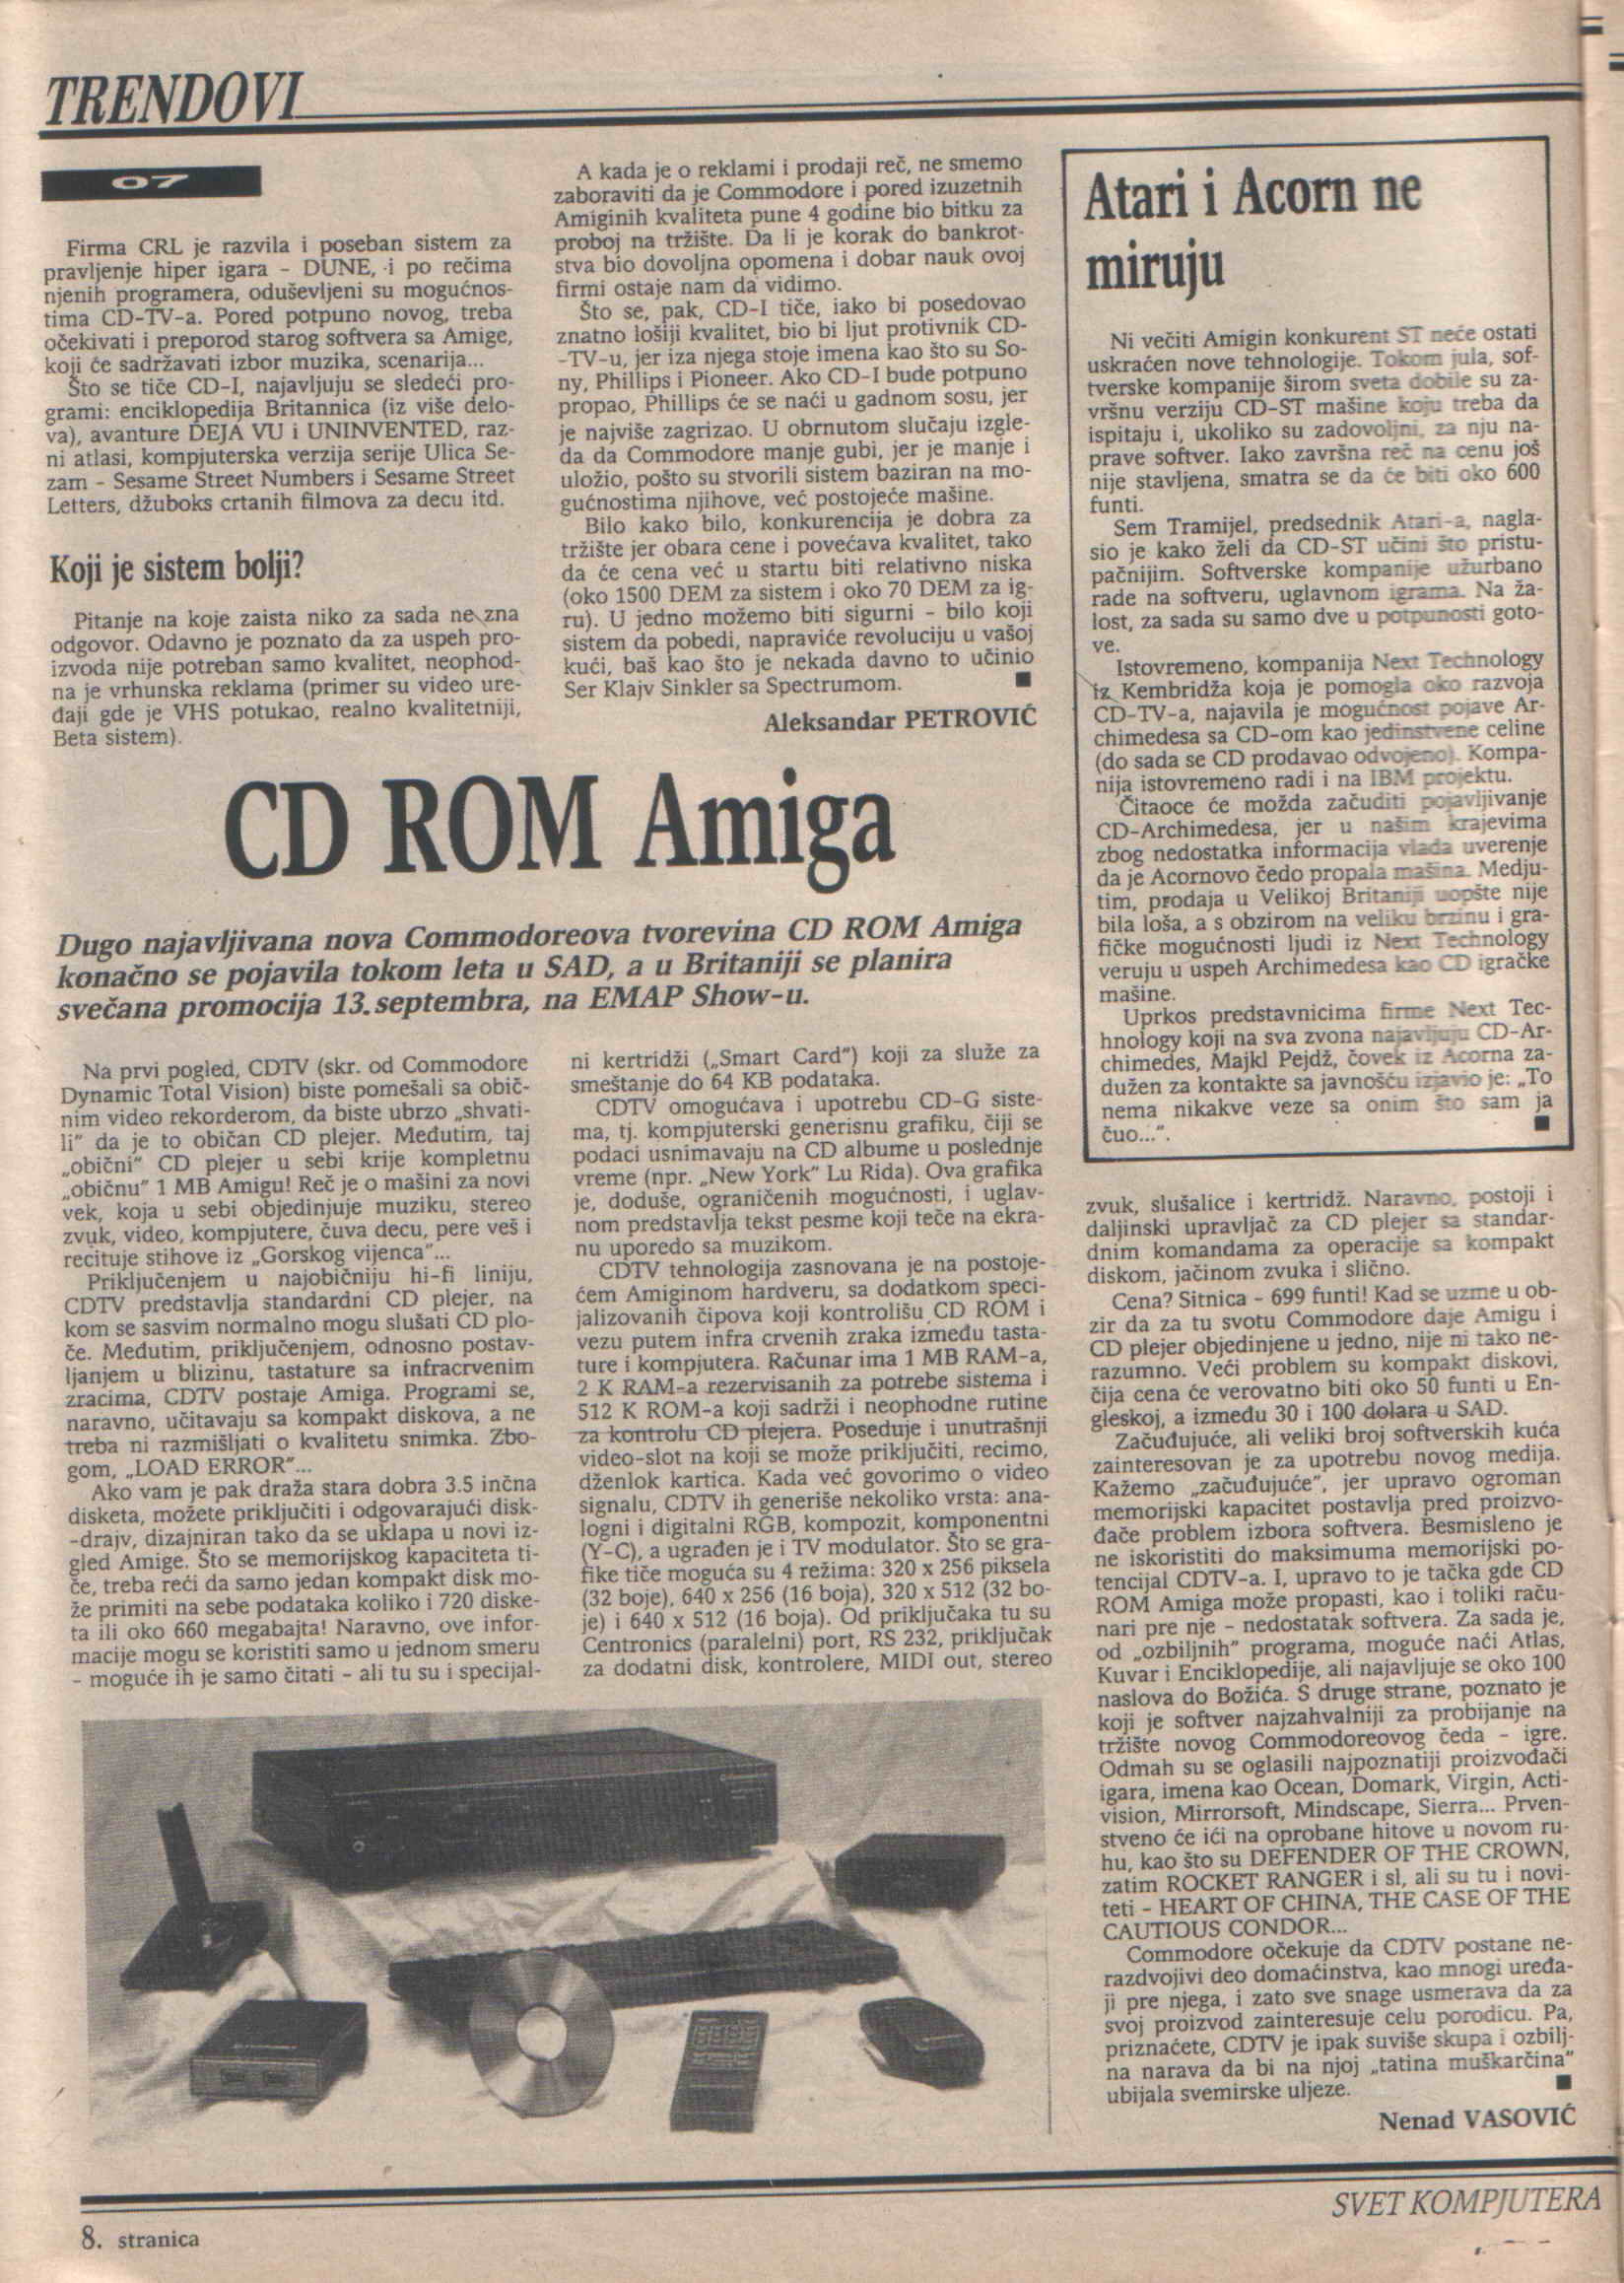 TRENDOVI
07
Firma CRL je razvila i poseban sistem za
pravljenje hiper igara – DUNE, i po rečima
njenih programera, oduševljeni su mogućnos-
tima CD-TV-a. Pored potpuno novog, treba
očekivati i preporod starog softvera sa Amige,
koji će sadržavati izbor muzika, scenarija...
Što se tiče CD-I, najavljuju se sledeći pro-
grami: enciklopedija Britannica (iz više delo-
va), avanture DEJA VU i UNINVENTED, raz-
ni atlasi, kompjuterska verzija serije Ulica Se-
zam – Sesame Street Numbers i Sesame Street
Letters, džuboks crtanih filmova za decu itd.
Koji je sistem bolji?
Pitanje na koje zaista niko za sada ne zna
odgovor. Odavno je poznato da za uspeh pro-
izvoda nije potreban samo kvalitet, neophod-
na je vrhunska reklama (primer su video ure-
đaji gde je VHS potukao, realno kvalitetniji,
Beta sistem).
A kada je o reklami i prodaji reč, ne smemo
zaboraviti da je Commodore i pored izuzetnih
Amiginih kvaliteta pune 4 godine bio bitku za
proboj na tržište. Da li je korak do bankrot-
stva bio dovoljna opomena i dobar nauk ovoj
firmi ostaje nam da vidimo.
Što se, pak, CD-I tiče, iako bi posedovao
znatno lošiji kvalitet, bio bi ljut protivnik CD-
-TV-u, jer iza njega stoje imena kao što su So-
ny, Phillips i Pioneer. Ako CD-I bude potpuno
propao, Phillips će se naći u gadnom sosu, jer
je najviše zagrizao. U obrnutom slučaju izgle-
da da Commodore manje gubi, jer je manje i
uložio, pošto su stvorili sistem baziran na mo-
gućnostima njihove, već postojeće mašine.
Bilo kako bilo, konkurencija je dobra za
tržište jer obara cene i povećava kvalitet, tako
da će cena već u startu biti relativno niska
(oko 1500 DEM za sistem i oko 70 DEM za ig-
ru). U jedno možemo biti sigurni – bilo koji
sistem da pobedi, napraviće revoluciju u vašoj
kući, baš kao što je nekada davno to učinio
Ser Klajv Sinkler sa Spectrumom. ■
Aleksandar PETROVIĆ
Atari i Acorn ne
miruju
Ni večiti Amigin konkurent ST neće ostati
uskraćen nove tehnologije. Tokom jula, sof-
tverske kompanije širom sveta dobile su za-
vršnu verziju CD-ST mašine koju treba da
ispitaju i, ukoliko su zadovoljni, za nju na-
prave softver. Iako završna reč na cenu još
nije stavljena, smatra se da će biti oko 600
funti.
Sem Tramijel, predsednik Atari-a, nagla-
sio je kako želi da CD-ST učini što pristu-
pačnijim. Softverske kompanije užurbano
rade na softveru, uglavnom igrama. Na ža-
lost, za sada su samo dve u potpunosti goto-
ve.
Istovremeno, kompanija Next Technology
iz Kembridža koja je pomogla oko razvoja
CD-TV-a, najavila je mogućnost pojave Ar-
chimedesa sa CD-om kao jedinstvene celine
(do sada se CD prodavao odvojeno). Kompa-
nija istovremeno radi i na IBM projektu.
Čitaoce će možda začuditi pojavljivanje
CD-Archimedesa, jer u našim krajevima
zbog nedostatka informacija vlada uverenje
da je Acornovo čedo propala mašina. Medju-
tim, prodaja u Velikoj Britaniji uopšte nije
bila loša, a s obzirom na veliku brzinu i gra-
fičke mogućnosti ljudi iz Next Technology
veruju u uspeh Archimedesa kao CD igračke
mašine.
Uprkos predstavnicima firme Next Tec-
hnology koji na sva zvona najavljuju CD-Ar-
chimedes, Majkl Pejdž, čovek iz Acorna za-
dužen za kontakte sa javnošću izjavio je: „To
nema nikakve veze sa onim što sam ja
čuo...“. ■
CD ROM Amiga
Dugo najavljivana nova Commodoreova tvorevina CD ROM Amiga
konačno se pojavila tokom leta u SAD, a u Britaniji se planira
svečana promocija 13. septembra, na EMAP Show-u.
Na prvi pogled, CDTV (skr. od Commodore
Dynamic Total Vision) biste pomešali sa obič-
nim video rekorderom, da biste ubrzo „shvati-
li“ da je to običan CD plejer. Međutim, taj
„obični“ CD plejer u sebi krije kompletnu
„običnu“ 1 MB Amigu! Reč je o mašini za novi
vek, koja u sebi objedinjuje muziku, stereo
zvuk, video, kompjutere, čuva decu, pere veš i
recituje stihove iz „Gorskog vijenca“...
Priključenjem u najobičniju hi-fi liniju,
CDTV predstavlja standardni CD plejer, na
kom se sasvim normalno mogu slušati CD plo-
če. Međutim, priključenjem, odnosno postav-
ljanjem u blizinu, tastature sa infracrvenim
zracima, CDTV postaje Amiga. Programi se,
naravno, učitavaju sa kompakt diskova, a ne
treba ni razmišljati o kvalitetu snimka. Zbo-
gom, „LOAD ERROR“...
Ako vam je pak draža stara dobra 3.5 inčna
disketa, možete priključiti i odgovarajući disk-
-drajv, dizajniran tako da se uklapa u novi iz-
gled Amige. Što se memorijskog kapaciteta ti-
če, treba reći da samo jedan kompakt disk mo-
že primiti na sebe podataka koliko i 720 diske-
ta ili oko 660 megabajta! Naravno, ove infor-
macije mogu se koristiti samo u jednom smeru
– moguće ih je samo čitati – ali tu su i specijal-
ni kertridži („Smart Card“) koji za služe za
smeštanje do 64 KB podataka.
CDTV omogućava i upotrebu CD-G siste-
ma, tj. kompjuterski generisnu grafiku, čiji se
podaci usnimavaju na CD albume u poslednje
vreme (npr. „New York“ Lu Rida). Ova grafika
je, doduše, ograničenih mogućnosti, i uglav-
nom predstavlja tekst pesme koji teče na ekra-
nu uporedo sa muzikom.
CDTV tehnologija zasnovana je na postoje-
ćem Amiginom hardveru, sa dodatkom speci-
jalizovanih čipova koji kontrolišu CD ROM i
vezu putem infra crvenih zraka između tasta-
ture i kompjutera. Računar ima 1 MB RAM-a,
2 K RAM-a rezervisanih za potrebe sistema i
512 K ROM-a koji sadrži i neophodne rutine
za kontrolu CD plejera. Poseduje i unutrašnji
video-slot na koji se može priključiti, recimo,
dženlok kartica. Kada već govorimo o video
signalu, CDTV ih generiše nekoliko vrsta: ana-
logni i digitalni RGB, kompozit, komponentni
(Y-C), a ugrađen je i TV modulator. Što se gra-
fike tiče moguća su 4 režima: 320 x 256 piksela
(32 boje), 640 x 256 (16 boja), 320 x 512 (32 bo-
je) i 640 x 512 (16 boja). Od priključaka tu su
Centronics (paralelni) port, RS 232, priključak
za dodatni disk, kontrolere, MIDI out, stereo
zvuk, slušalice i kertridž. Naravno, postoji i
daljinski upravljač za CD plejer sa standar-
dnim komandama za operacije sa kompakt
diskom, jačinom zvuka i slično.
Cena? Sitnica – 699 funti! Kad se uzme u ob-
zir da za tu svotu Commodore daje Amigu i
CD plejer objedinjene u jedno, nije ni tako ne-
razumno. Veći problem su kompakt diskovi,
čija cena će verovatno biti oko 50 funti u En-
gleskoj, a između 30 i 100 dolara u SAD.
Začuđujuće, ali veliki broj softverskih kuća
zainteresovan je za upotrebu novog medija.
Kažemo „začuđujuće“, jer upravo ogroman
memorijski kapacitet postavlja pred proizvo-
đače problem izbora softvera. Besmisleno je
ne iskoristiti do maksimuma memorijski po-
tencijal CDTV-a. I, upravo to je tačka gde CD
ROM Amiga može propasti, kao i toliki raču-
nari pre nje – nedostatak softvera. Za sada je,
od „ozbiljnih“ programa, moguće naći Atlas,
Kuvar i Enciklopedije, ali najavljuje se oko 100
naslova do Božića. S druge strane, poznato je
koji je softver najzahvalniji za probijanje na
tržište novog Commodoreovog čeda – igre.
Odmah su se oglasili najpoznatiji proizvođači
igara, imena kao Ocean, Domark, Virgin, Acti-
vision, Mirrorsoft, Mindscape, Sierra... Prven-
stveno će ići na oprobane hitove u novom ru-
hu, kao što su DEFENDER OF THE CROWN,
zatim ROCKET RANGER i sl, ali su tu i novi-
teti – HEART OF CHINA, THE CASE OF THE
CAUTIOUS CONDOR...
Commodore očekuje da CDTV postane ne-
razdvojivi deo domaćinstva, kao mnogi uređa-
ji pre njega, i zato sve snage usmerava da za
svoj proizvod zainteresuje celu porodicu. Pa,
priznaćete, CDTV je ipak suviše skupa i ozbilj-
na narava da bi na njoj „tatina muškarčina“
ubijala svemirske uljeze. ■
Nenad VASOVIĆ
SVET KOMPJUTERA
8. stranica